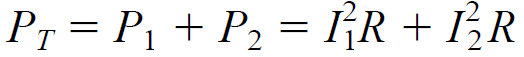 P_T = P_1 + P_2 = I_1^2 R + I_2^2 R